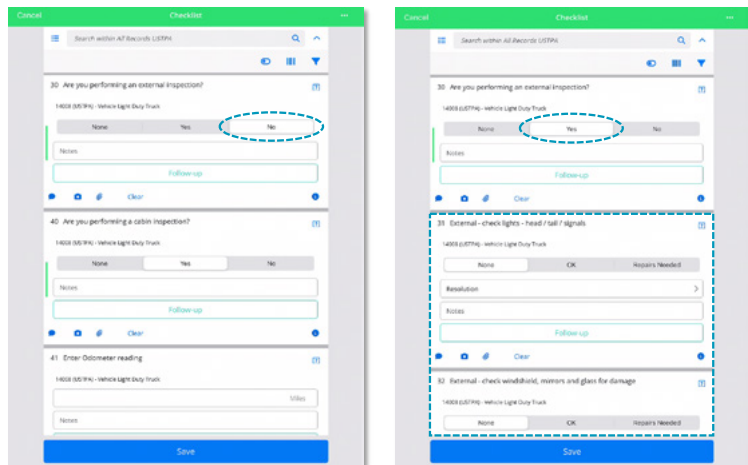 Cancel Checklist
Search within All Records USTPA
30 Are you performing an external inspection?
14003 (USTPA) - Vehicle Light Duty Truck
None Yes No
Notes
Follow-up
Clear
40 Are you performing a cabin inspection?
14003 (USTPA) - Vehicle Light Duty Truck
None Yes No
Notes
Follow-up
Clear
41 Enter Odometer reading
14003 (USTPA) - Vehicle Light Duty Truck
Miles
Notes
Save
Cancel Checklist
Search within All Records USTPA
30 Are you performing an external inspection?
14003 (USTPA) - Vehicle Light Duty Truck
None Yes No
Notes
Follow-up
Clear
31 External - check lights - head / tail / signals
14003 (USTPA) - Vehicle Light Duty Truck
None OK Repairs Needed
Resolution
Notes
Follow-up
Clear
32 External - check windshield, mirrors and glass for damage
14003 (USTPA) - Vehicle Light Duty Truck
None OK Repairs Needed
Save